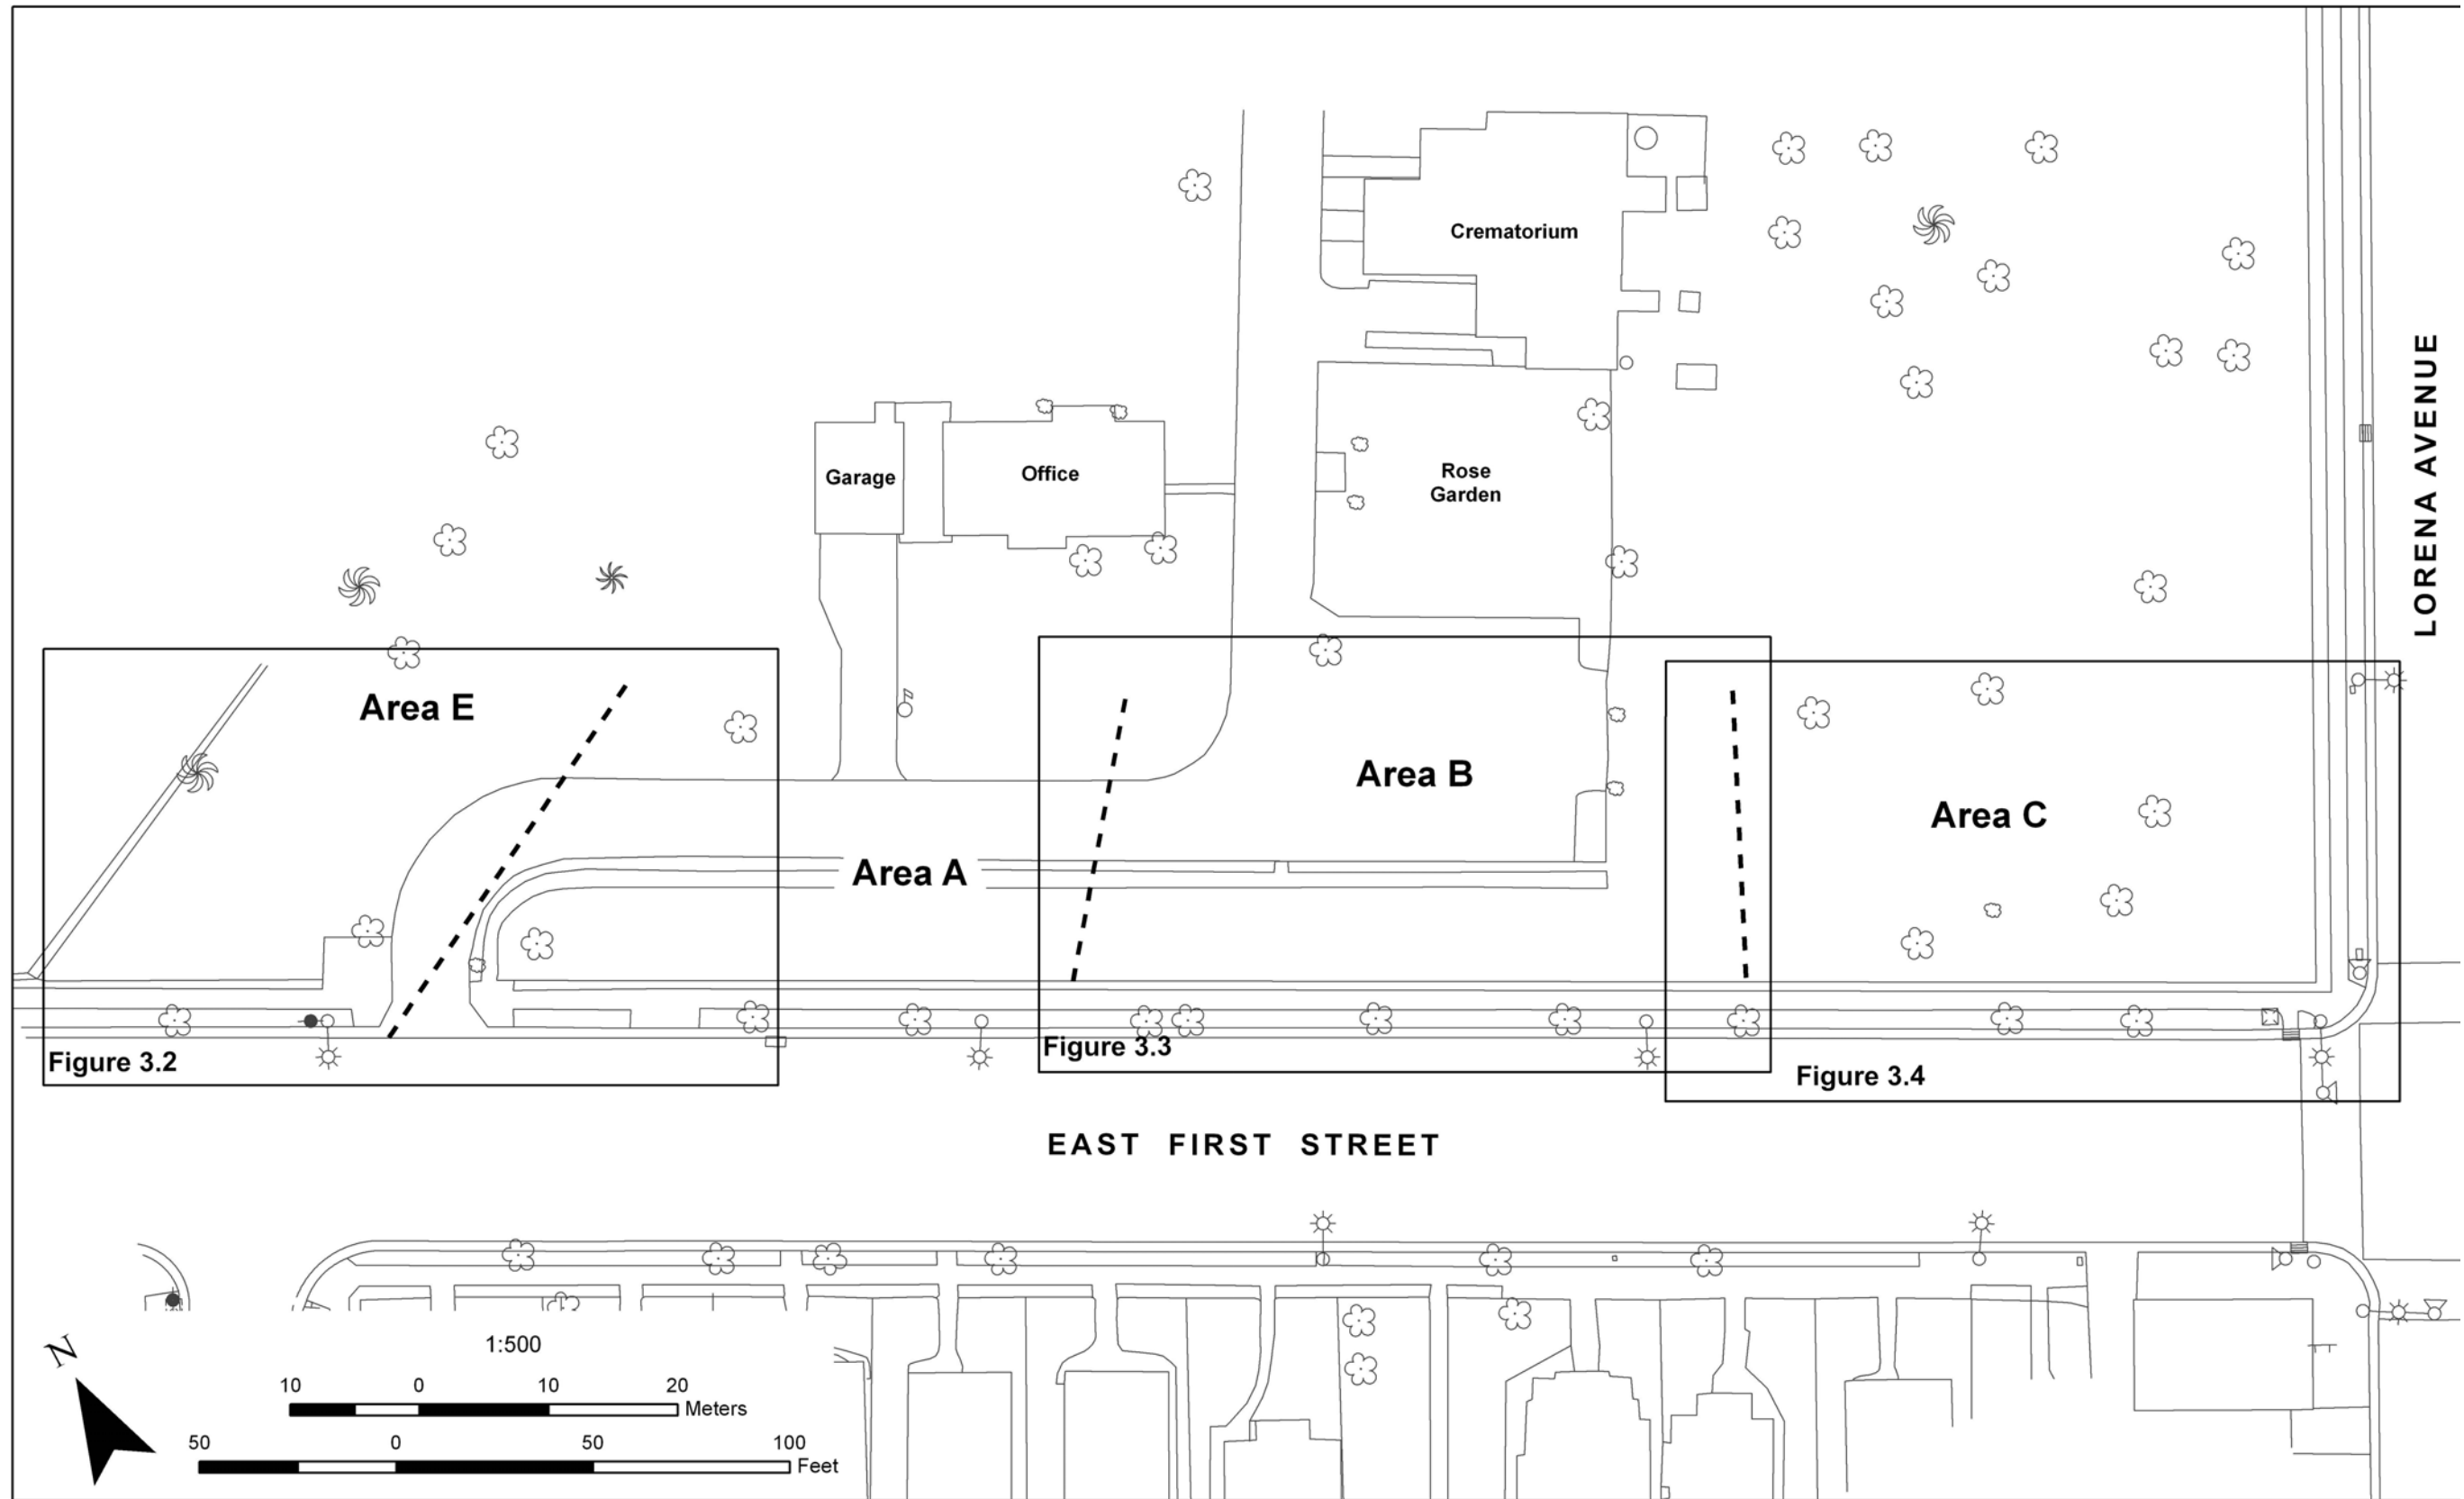 Crematorium
LORENA AVENUE
Garage
Office
Rose
Garden
Area E
Area B
Area C
Area A
Figure 3.2
Figure 3.3
Figure 3.4
EAST FIRST STREET
N
1:500
10 0 10 20
Meters
50 0 50 100
Feet